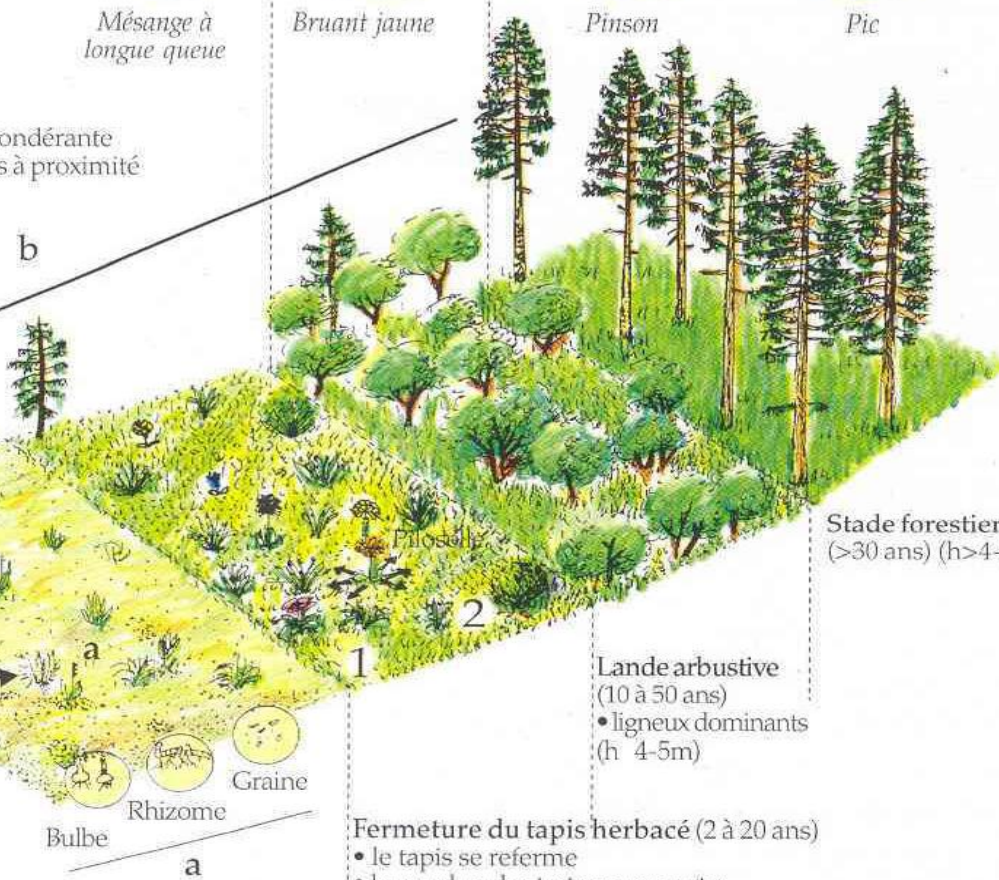 Mésange à
longue queue
Bruant jaune
Pinson
Pic
ondérante
s à proximité
b
Piloselle
Stade forestier
(>30 ans) (h>4-
a
2
1
Lande arbustive
(10 à 50 ans)
• ligneux dominants
(h 4-5m)
Graine
Rhizome
Bulbe
a
Fermeture du tapis herbacé (2 à 20 ans)
• le tapis se referme